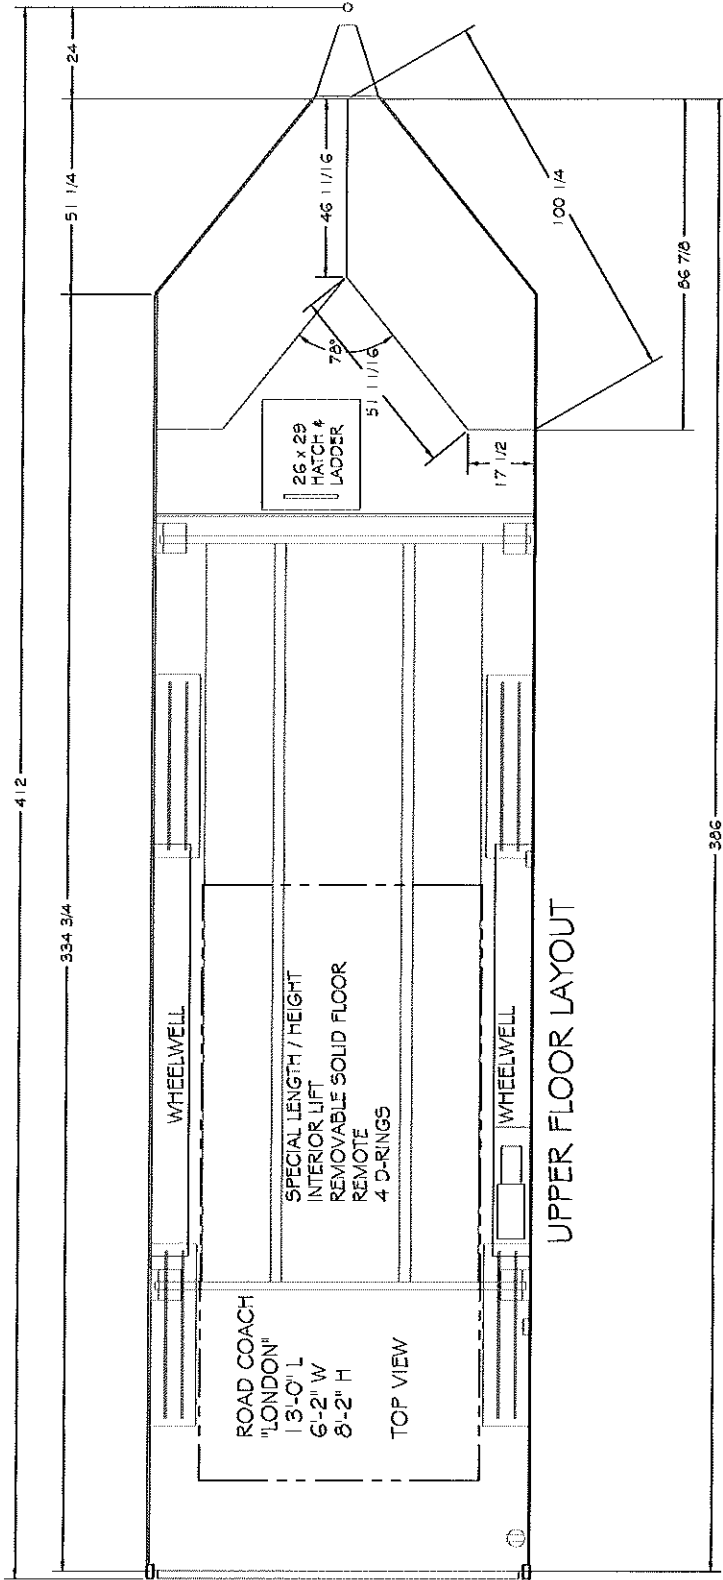 412
24
51 1/4
334 3/4
46 11/16
100 1/4
86 7/8
78°
51 11/16
17 1/2
386
26 x 29
HATCH &
LADDER
WHEELWELL
SPECIAL LENGTH / HEIGHT
INTERIOR LIFT
REMOVABLE SOLID FLOOR
REMOTE
4 D-RINGS
WHEELWELL
ROAD COACH
"LONDON"
13'-0" L
6'-2" W
8'-2" H
TOP VIEW
UPPER FLOOR LAYOUT